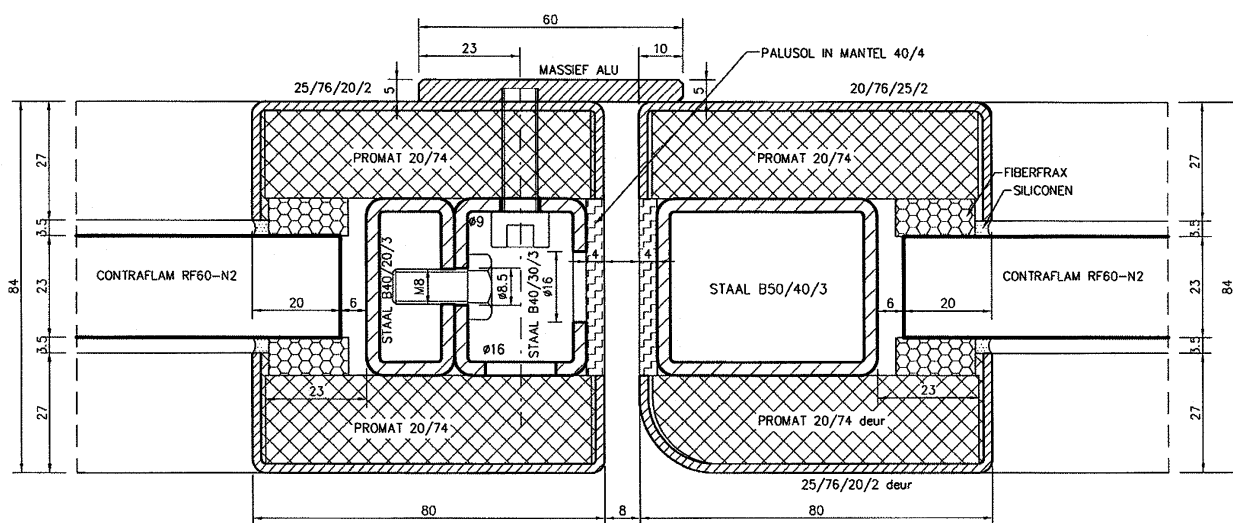 60
23
10
PALUSOL IN MANTEL 40/4
MASSIEF ALU
25/76/20/2
5
5
20/76/25/2
84
27
3.5
23
3.5
27
PROMAT 20/74
PROMAT 20/74
27
3.5
23
3.5
27
84
FIBERFRAX
SILICONEN
ø9
CONTRAFLAM RF60-N2
STAAL B40/20/3
M8
ø8.5
STAAL B40/30/3
ø16
4
4
STAAL B50/40/3
CONTRAFLAM RF60-N2
20
6
6
20
ø16
23
23
PROMAT 20/74
PROMAT 20/74 deur
25/76/20/2 deur
80
8
80